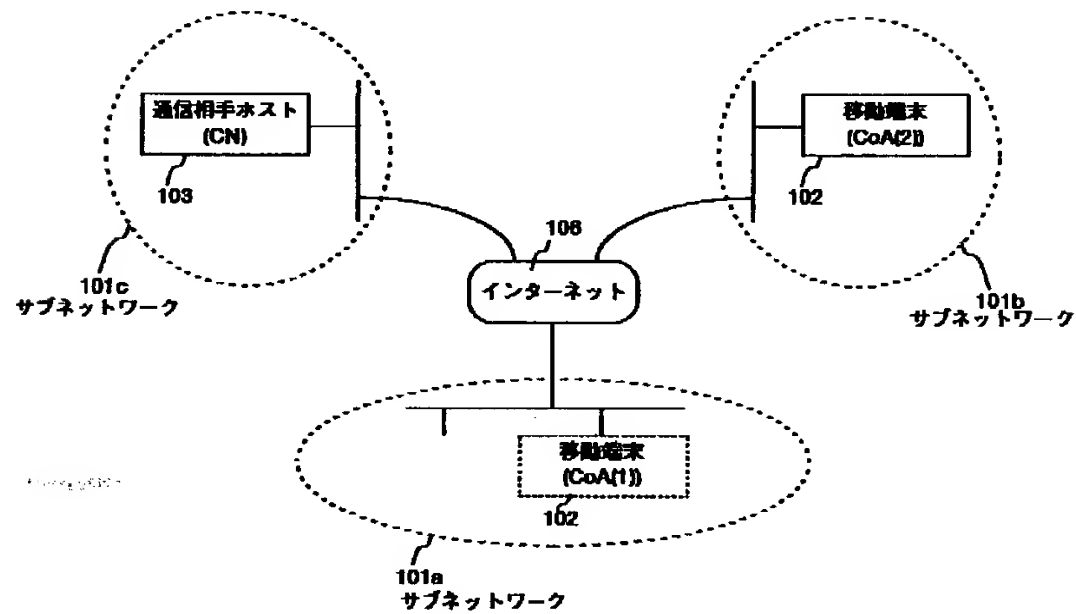 通信相手ホスト
(CN)
103
101c
サブネットワーク
移動端末
(CoA(2))
102
101b
サブネットワーク
106
インターネット
移動端末
(CoA(1))
102
101a
サブネットワーク